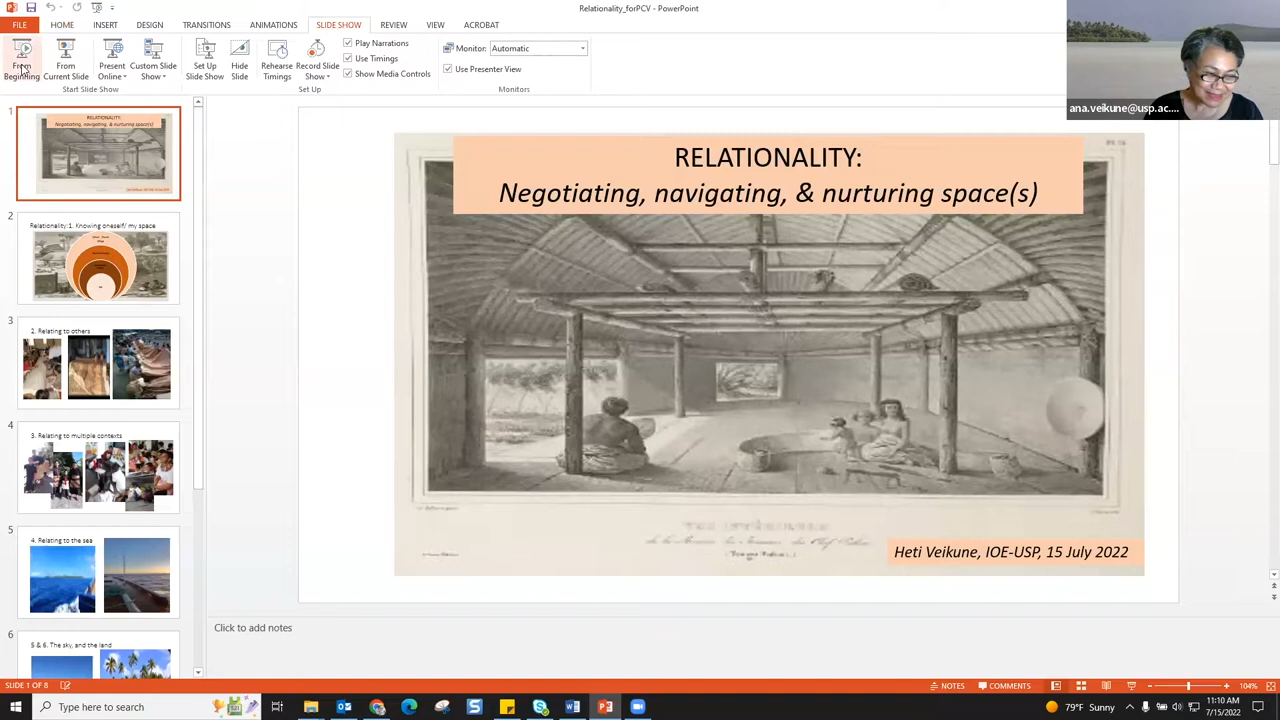 Relationality_forPCV - PowerPoint
FILE HOME INSERT DESIGN TRANSITIONS ANIMATIONS SLIDE SHOW REVIEW VIEW ACROBAT
From Beginning
From Current Slide
Present Online
Custom Slide Show
Start Slide Show
Set Up Slide Show
Hide Slide
Rehearse Timings
Record Slide Show
Play Narrations
Use Timings
Show Media Controls
Set Up
Monitor: Automatic
Use Presenter View
Monitors
ana.veikune@usp.ac....
1
RELATIONALITY:
Negotiating, navigating, & nurturing space(s)
2
Relationality:1. Knowing oneself/ my space
3
2. Relating to others
4
3. Relating to multiple contexts
5
4. Relating to the sea
6
5 & 6. The sky, and the land
RELATIONALITY:
Negotiating, navigating, & nurturing space(s)
Heti Veikune, IOE-USP, 15 July 2022
Click to add notes
SLIDE 1 OF 8
NOTES COMMENTS 104%
Type here to search
79°F Sunny
11:10 AM
7/15/2022